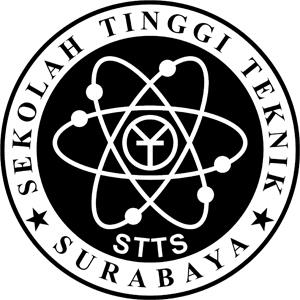 SEKOLAH TINGGI TEKNIK
STTS
SURABAYA